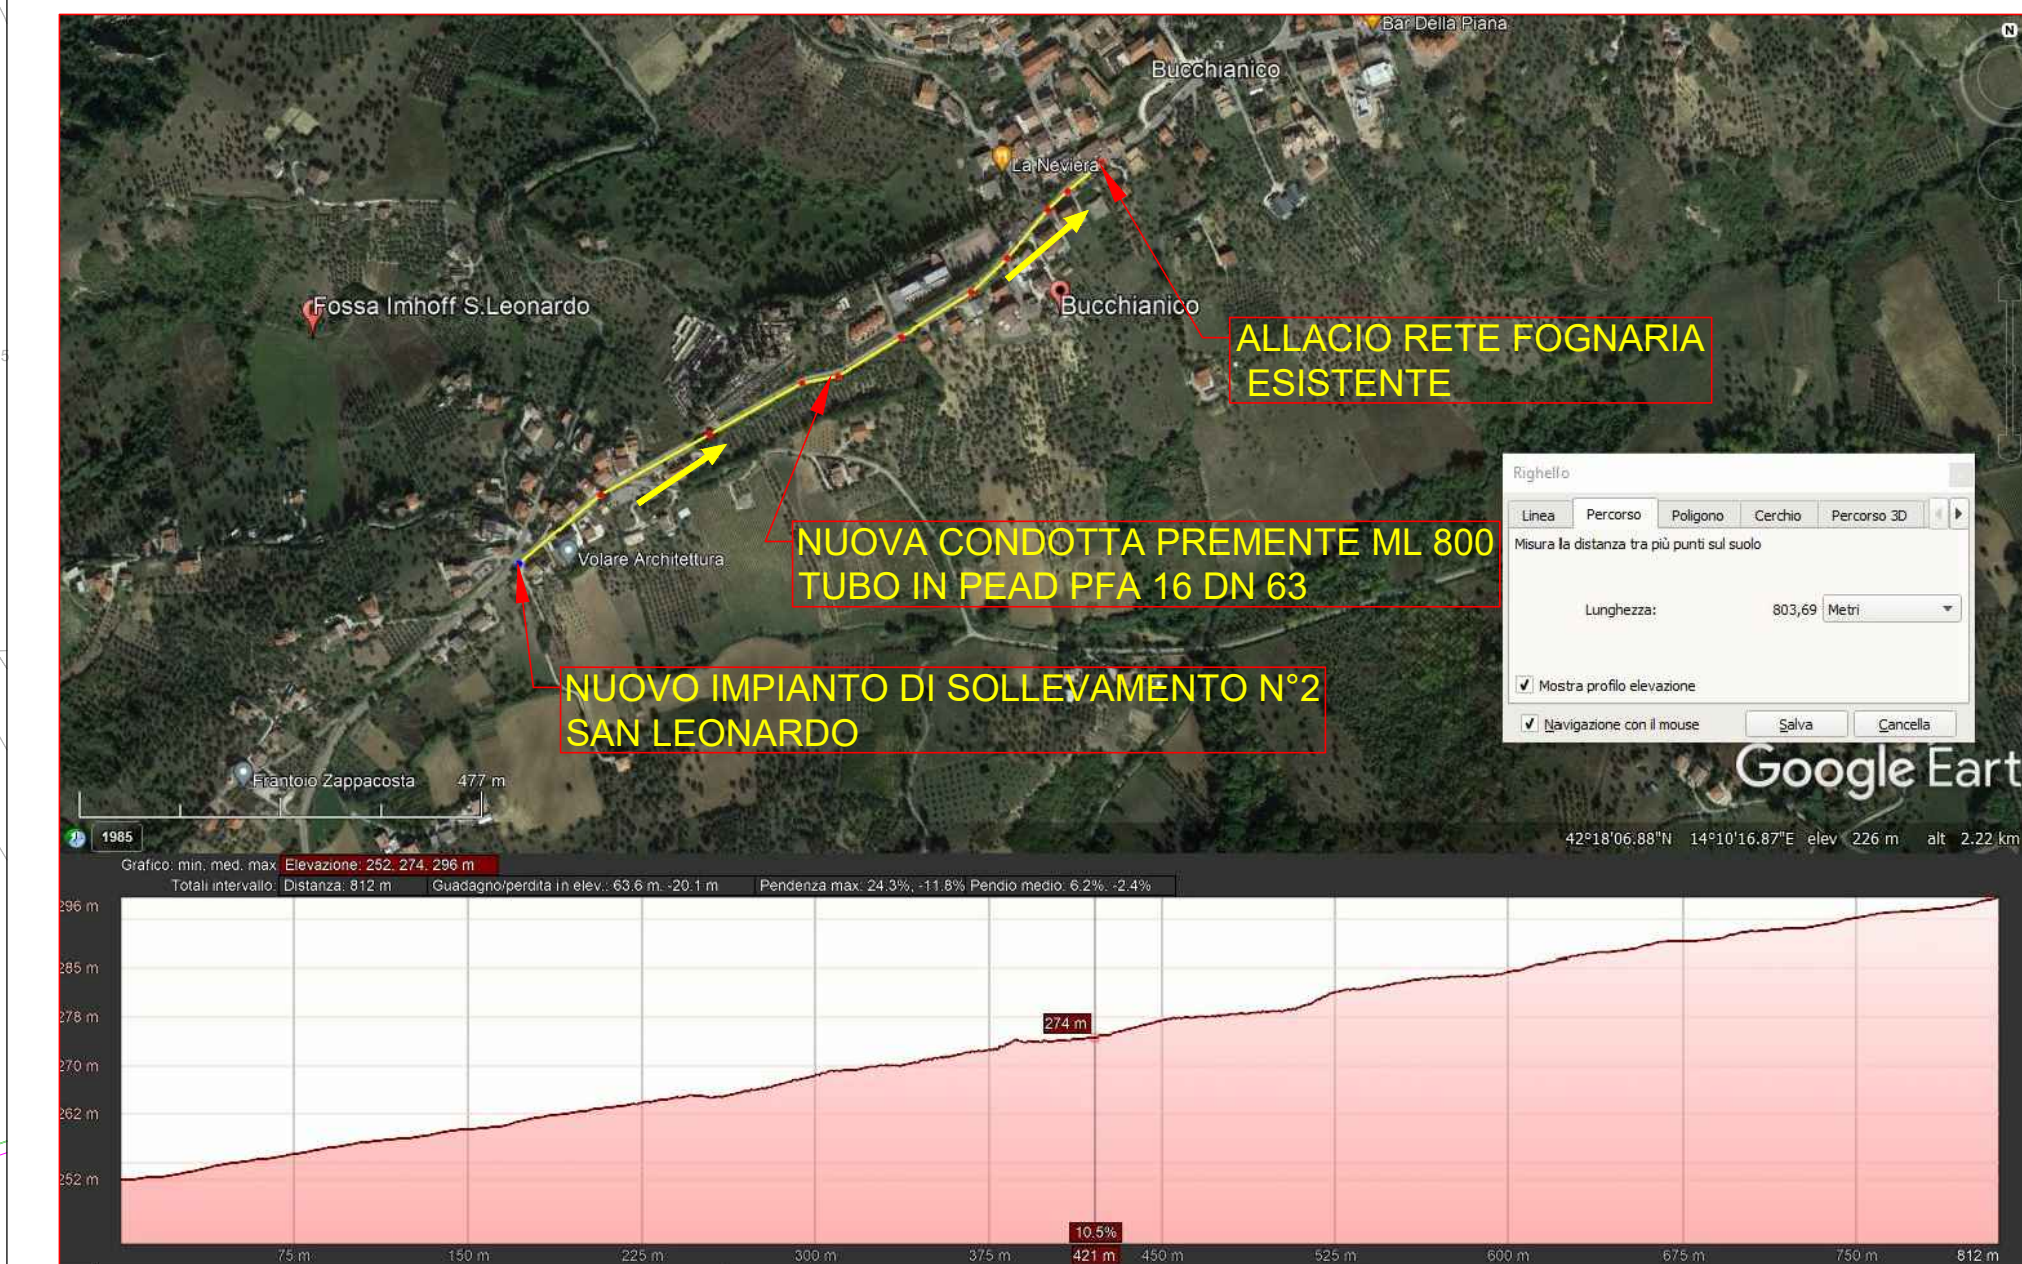 Bar Della Piana
N
Bucchianico
La Neviera
Fossa Imhoff S.Leonardo
Bucchianico
ALLACIO RETE FOGNARIA
ESISTENTE
Righello
Linea Percorso Poligono Cerchio Percorso 3D
Misura la distanza tra più punti sul suolo
NUOVA CONDOTTA PREMENTE ML 800
TUBO IN PEAD PFA 16 DN 63
Volare Architettura
Lunghezza: 803,69 Metri
NUOVO IMPIANTO DI SOLLEVAMENTO N°2
SAN LEONARDO
Mostra profilo elevazione
Navigazione con il mouse Salva Cancella
Frantoio Zappacosta
477 m
Google Eart
1985
42°18'06.88"N 14°10'16.87"E elev 226 m alt 2.22 km
Grafico: min, med, max Elevazione: 252, 274, 296 m
Totali intervallo: Distanza: 812 m Guadagno/perdita in elev.: 63.6 m, -20.1 m Pendenza max: 24.3%, -11.8% Pendio medio: 6.2%, -2.4%
296 m
285 m
278 m
274 m
270 m
262 m
252 m
10.5%
75 m 150 m 225 m 300 m 375 m 421 m 450 m 525 m 600 m 675 m 750 m 812 m